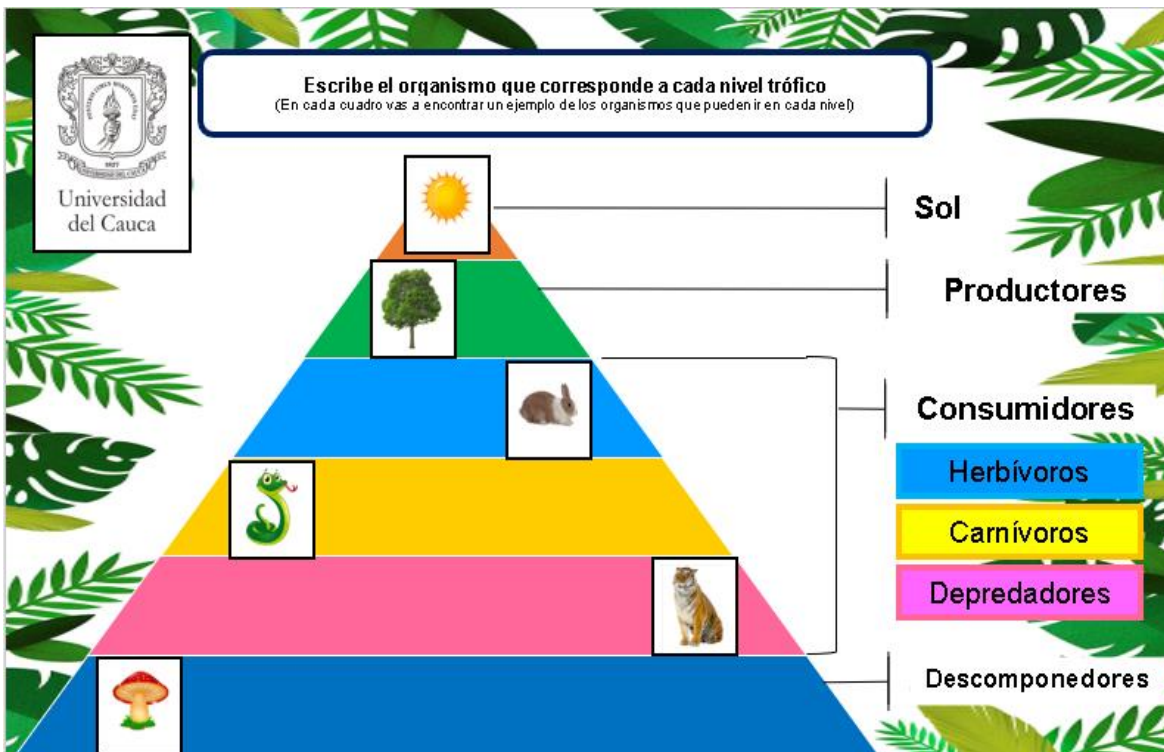 Escribe el organismo que corresponde a cada nivel trófico
(En cada cuadro vas a encontrar un ejemplo de los organismos que pueden ir en cada nivel)
Universidad
del Cauca
Sol
Productores
Consumidores
Herbívoros
Carnívoros
Depredadores
Descomponedores